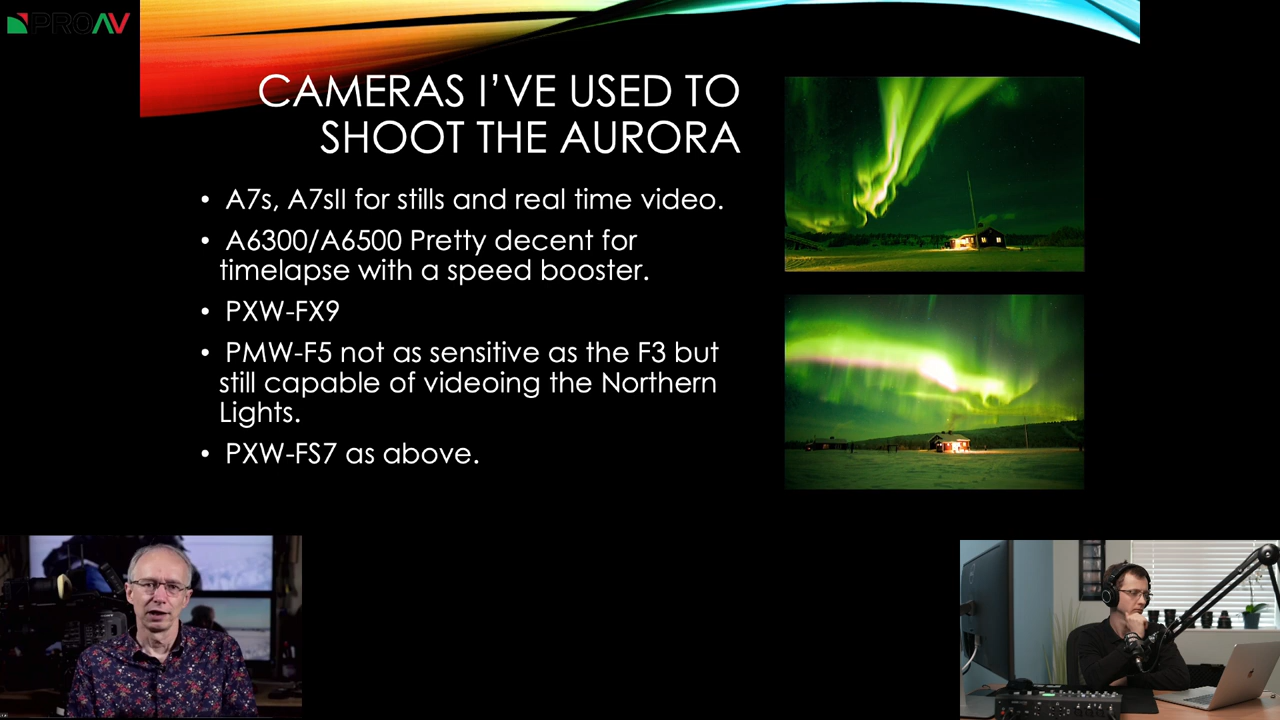 PROAV
CAMERAS I’VE USED TO
SHOOT THE AURORA
• A7s, A7sII for stills and real time video.
• A6300/A6500 Pretty decent for
timelapse with a speed booster.
• PXW-FX9
• PMW-F5 not as sensitive as the F3 but
still capable of videoing the Northern
Lights.
• PXW-FS7 as above.